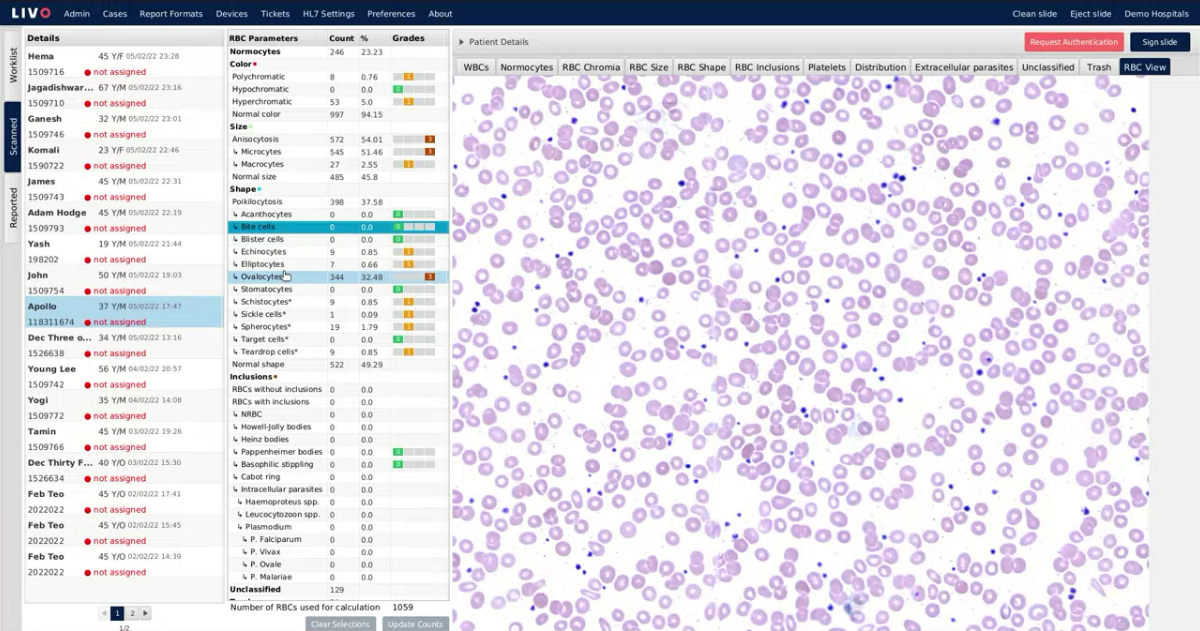 LIVO Admin Cases Report Formats Devices Tickets HL7 Settings Preferences About Clean slide Eject slide Demo Hospitals
Worklist
Scanned
Reported
Details
Hema 45 Y/F 05/02/22 23:28
1509716 not assigned
Jagadishwar... 67 Y/M 05/02/22 23:16
1509710 not assigned
Ganesh 32 Y/M 05/02/22 23:01
1509746 not assigned
Komali 23 Y/F 05/02/22 22:46
1590722 not assigned
James 45 Y/M 05/02/22 22:31
1509743 not assigned
Adam Hodge 45 Y/M 05/02/22 22:19
1509793 not assigned
Yash 19 Y/M 05/02/22 21:44
198202 not assigned
John 50 Y/M 05/02/22 19:03
1509754 not assigned
Apollo 37 Y/M 05/02/22 17:47
118311674 not assigned
Dec Three o... 34 Y/M 05/02/22 13:16
1526638 not assigned
Young Lee 56 Y/M 04/02/22 20:57
1509742 not assigned
Yogi 35 Y/M 04/02/22 14:08
1509772 not assigned
Tamin 45 Y/M 03/02/22 19:26
1509766 not assigned
Dec Thirty F... 40 Y/O 03/02/22 15:30
1526634 not assigned
Feb Teo 45 Y/O 02/02/22 17:41
2022022 not assigned
Feb Teo 45 Y/O 02/02/22 15:45
2022022 not assigned
Feb Teo 45 Y/O 02/02/22 14:39
2022022 not assigned
1 2
1/2
RBC Parameters Count % Grades
Normocytes 246 23.23
Color
Polychromatic 8 0.76 1
Hypochromatic 0 0.0 0
Hyperchromatic 53 5.0 1
Normal color 997 94.15
Size
Anisocytosis 572 54.01 3
↳ Microcytes 545 51.46 3
↳ Macrocytes 27 2.55 1
Normal size 485 45.8
Shape
Poikilocytosis 398 37.58
↳ Acanthocytes 0 0.0 0
↳ Bite cells 0 0.0 0
↳ Blister cells 0 0.0 0
↳ Echinocytes 9 0.85 1
↳ Elliptocytes 7 0.66 1
↳ Ovalocytes 344 32.48 3
↳ Stomatocytes 0 0.0 0
↳ Schistocytes* 9 0.85 1
↳ Sickle cells* 1 0.09 1
↳ Spherocytes* 19 1.79 1
↳ Target cells* 0 0.0 0
↳ Teardrop cells* 9 0.85 1
Normal shape 522 49.29
Inclusions
RBCs without inclusions 0 0.0
RBCs with inclusions 0 0.0
↳ NRBC 0 0.0
↳ Howell-Jolly bodies 0 0.0
↳ Heinz bodies 0 0.0
↳ Pappenheimer bodies 0 0.0 0
↳ Basophilic stippling 0 0.0 0
↳ Cabot ring 0 0.0
↳ Intracellular parasites 0 0.0
↳ Haemoproteus spp. 0 0.0
↳ Leucocytozoon spp. 0 0.0
↳ Plasmodium 0 0.0
↳ P. Falciparum 0 0.0
↳ P. Vivax 0 0.0
↳ P. Ovale 0 0.0
↳ P. Malariae 0 0.0
Unclassified 129
Number of RBCs used for calculation 1059
Clear Selections Update Counts
Patient Details Request Authentication Sign slide
WBCs Normocytes RBC Chromia RBC Size RBC Shape RBC Inclusions Platelets Distribution Extracellular parasites Unclassified Trash RBC View